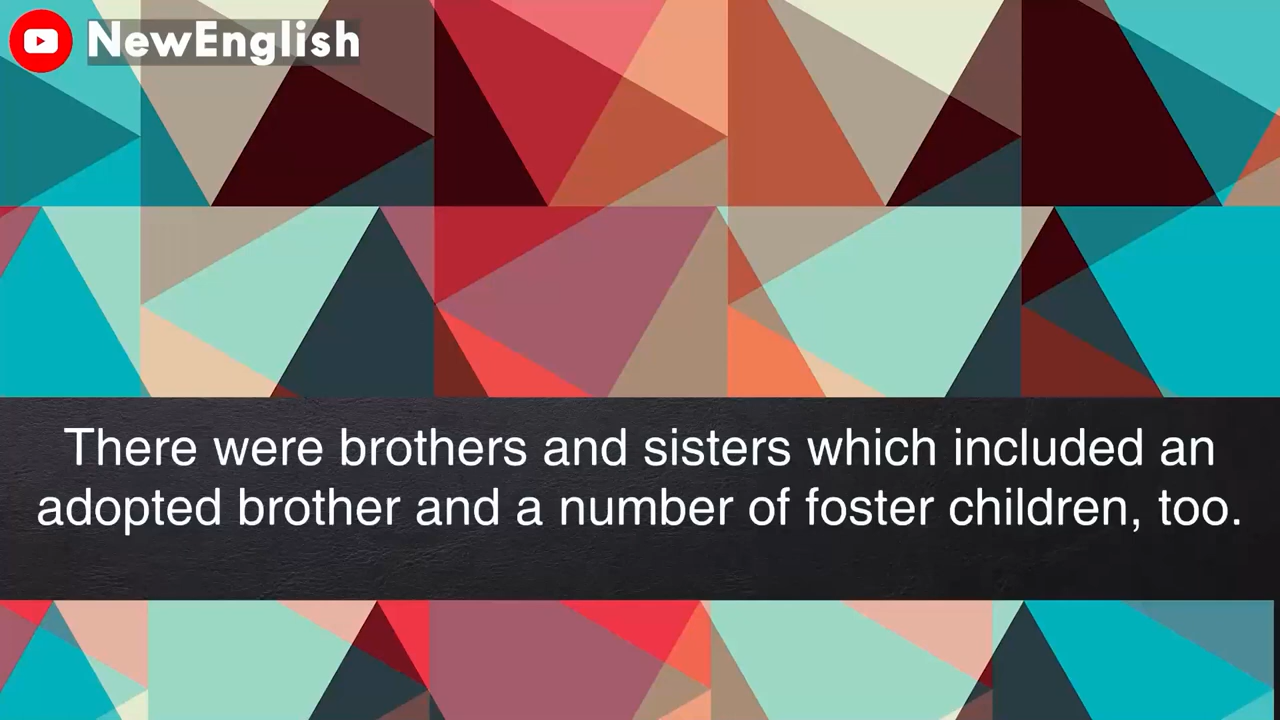 NewEnglish
There were brothers and sisters which included an
adopted brother and a number of foster children, too.